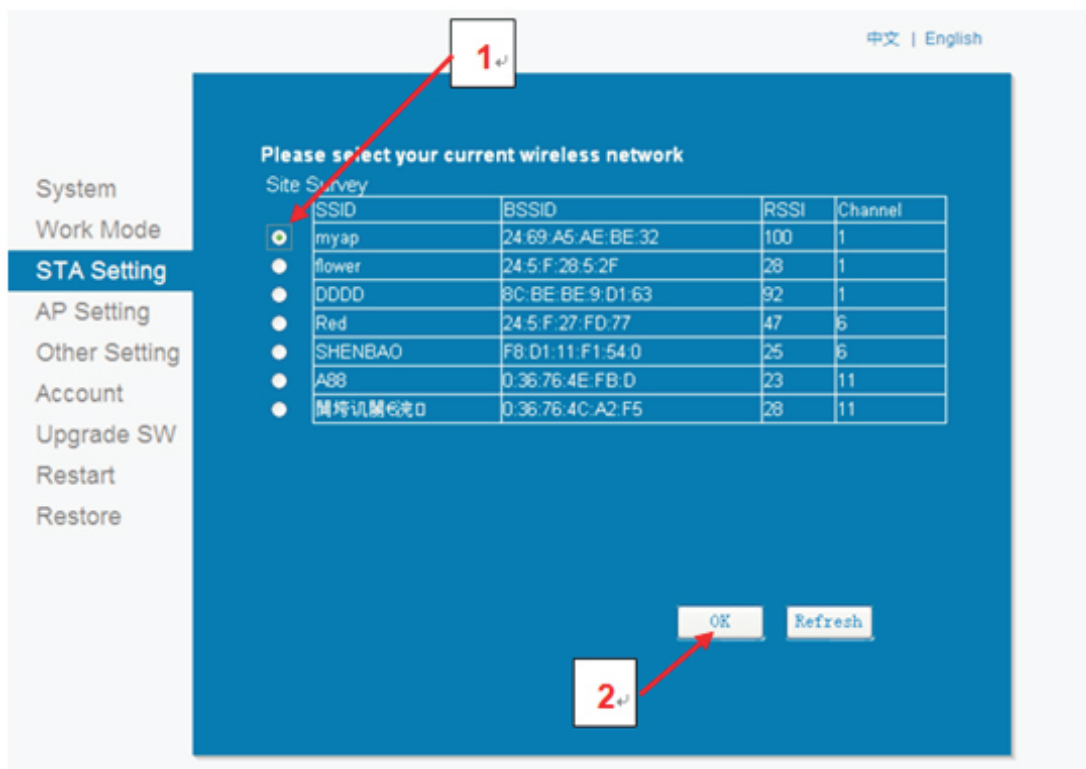 中文 | English
1
Please select your current wireless network
Site Survey
SSID BSSID RSSI Channel
myap 24:69:A5:AE:BE:32 100 1
flower 24:5:F:28:5:2F 28 1
DDDD 8C:BE:BE:9:D1:63 92 1
Red 24:5:F:27:FD:77 47 6
SHENBAO F8:D1:11:F1:54:0 25 6
A88 0:36:76:4E:FB:D 23 11
0:36:76:4C:A2:F5 28 11
System
Work Mode
STA Setting
AP Setting
Other Setting
Account
Upgrade SW
Restart
Restore
OK Refresh
2